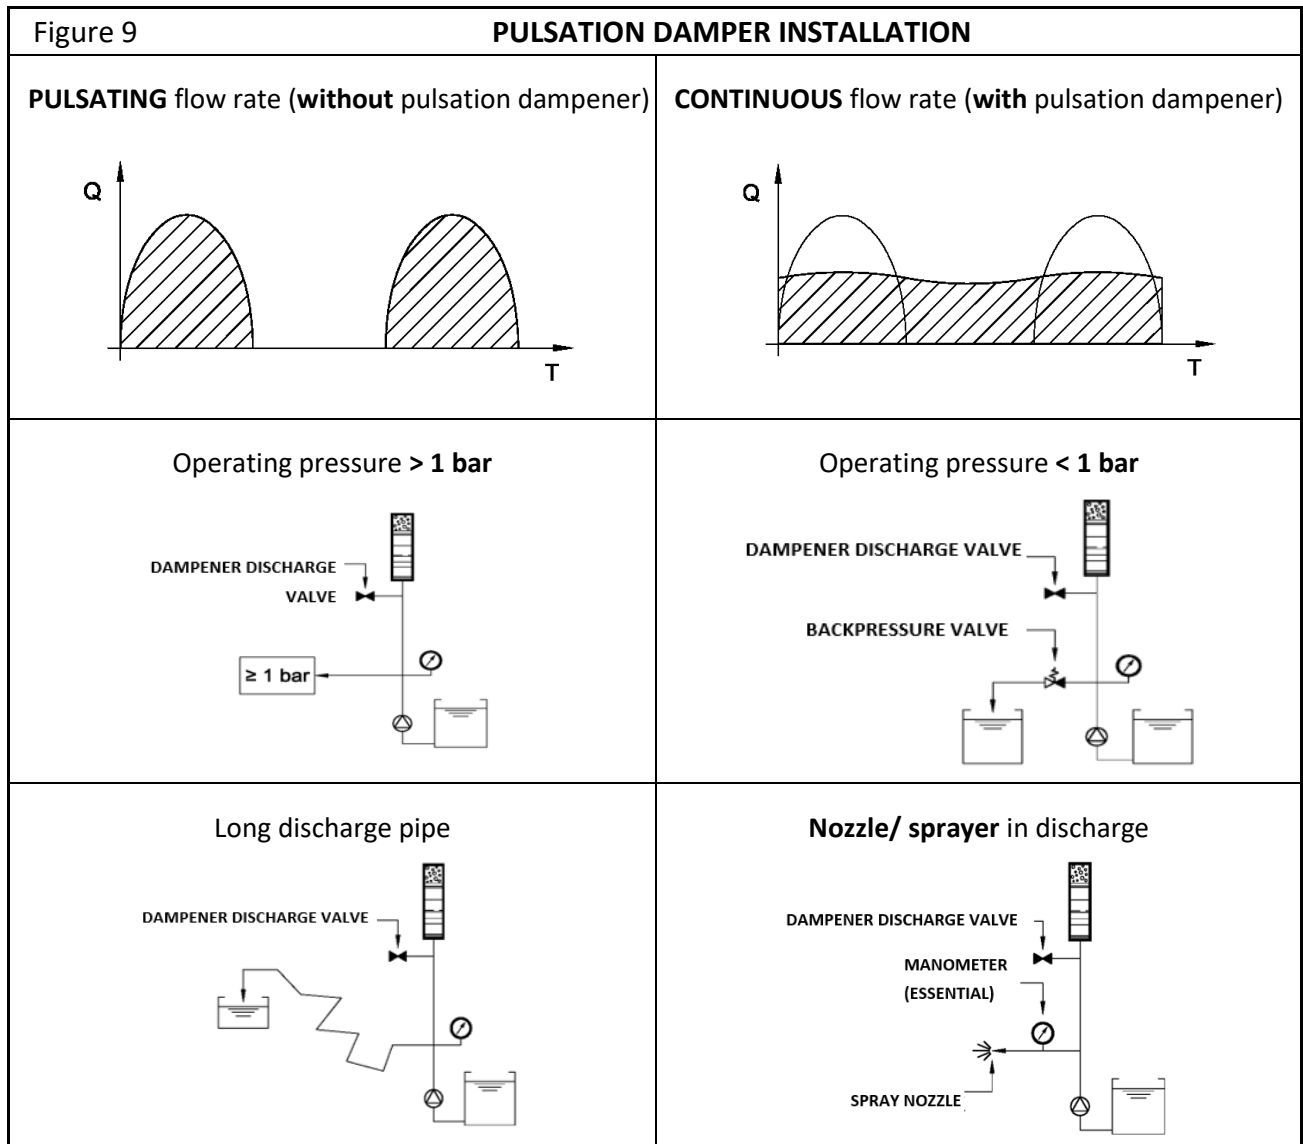 Figure 9
PULSATION DAMPER INSTALLATION
PULSATING flow rate (without pulsation dampener)
CONTINUOUS flow rate (with pulsation dampener)
Q
T
Q
T
Operating pressure > 1 bar
DAMPENER DISCHARGE
VALVE
≥ 1 bar
Operating pressure < 1 bar
DAMPENER DISCHARGE VALVE
BACKPRESSURE VALVE
Long discharge pipe
DAMPENER DISCHARGE VALVE
Nozzle/ sprayer in discharge
DAMPENER DISCHARGE VALVE
MANOMETER
(ESSENTIAL)
SPRAY NOZZLE